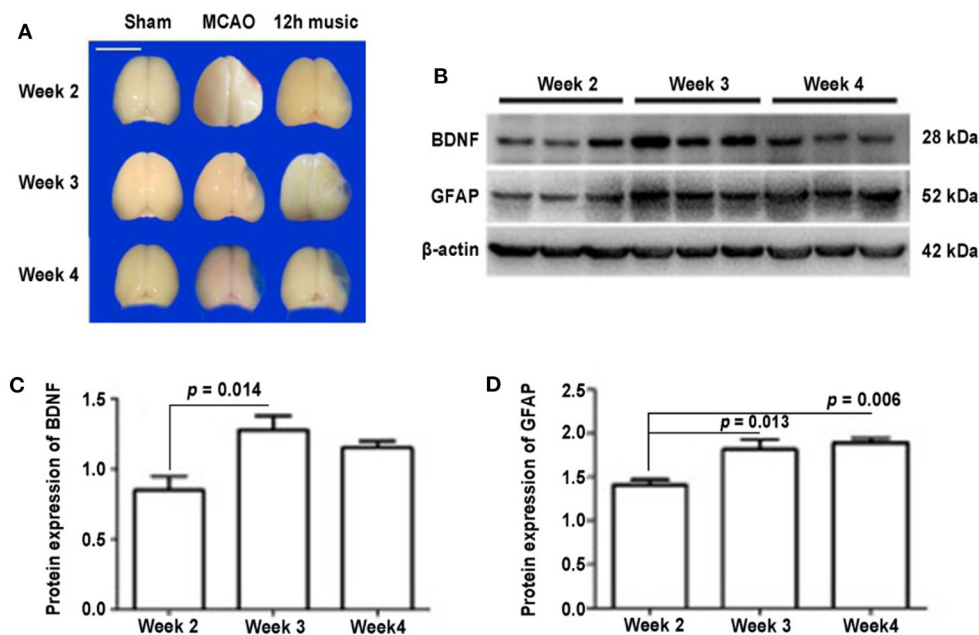 A
Sham MCAO 12h music
Week 2
Week 3
Week 4
B
Week 2 Week 3 Week 4
BDNF 28 kDa
GFAP 52 kDa
β-actin 42 kDa
C
Protein expression of BDNF
1.5
1.0
0.5
0.0
p = 0.014
Week 2 Week 3 Week4
D
Protein expression of GFAP
2.5
2.0
1.5
1.0
0.5
0.0
p = 0.006
p = 0.013
Week 2 Week 3 Week4